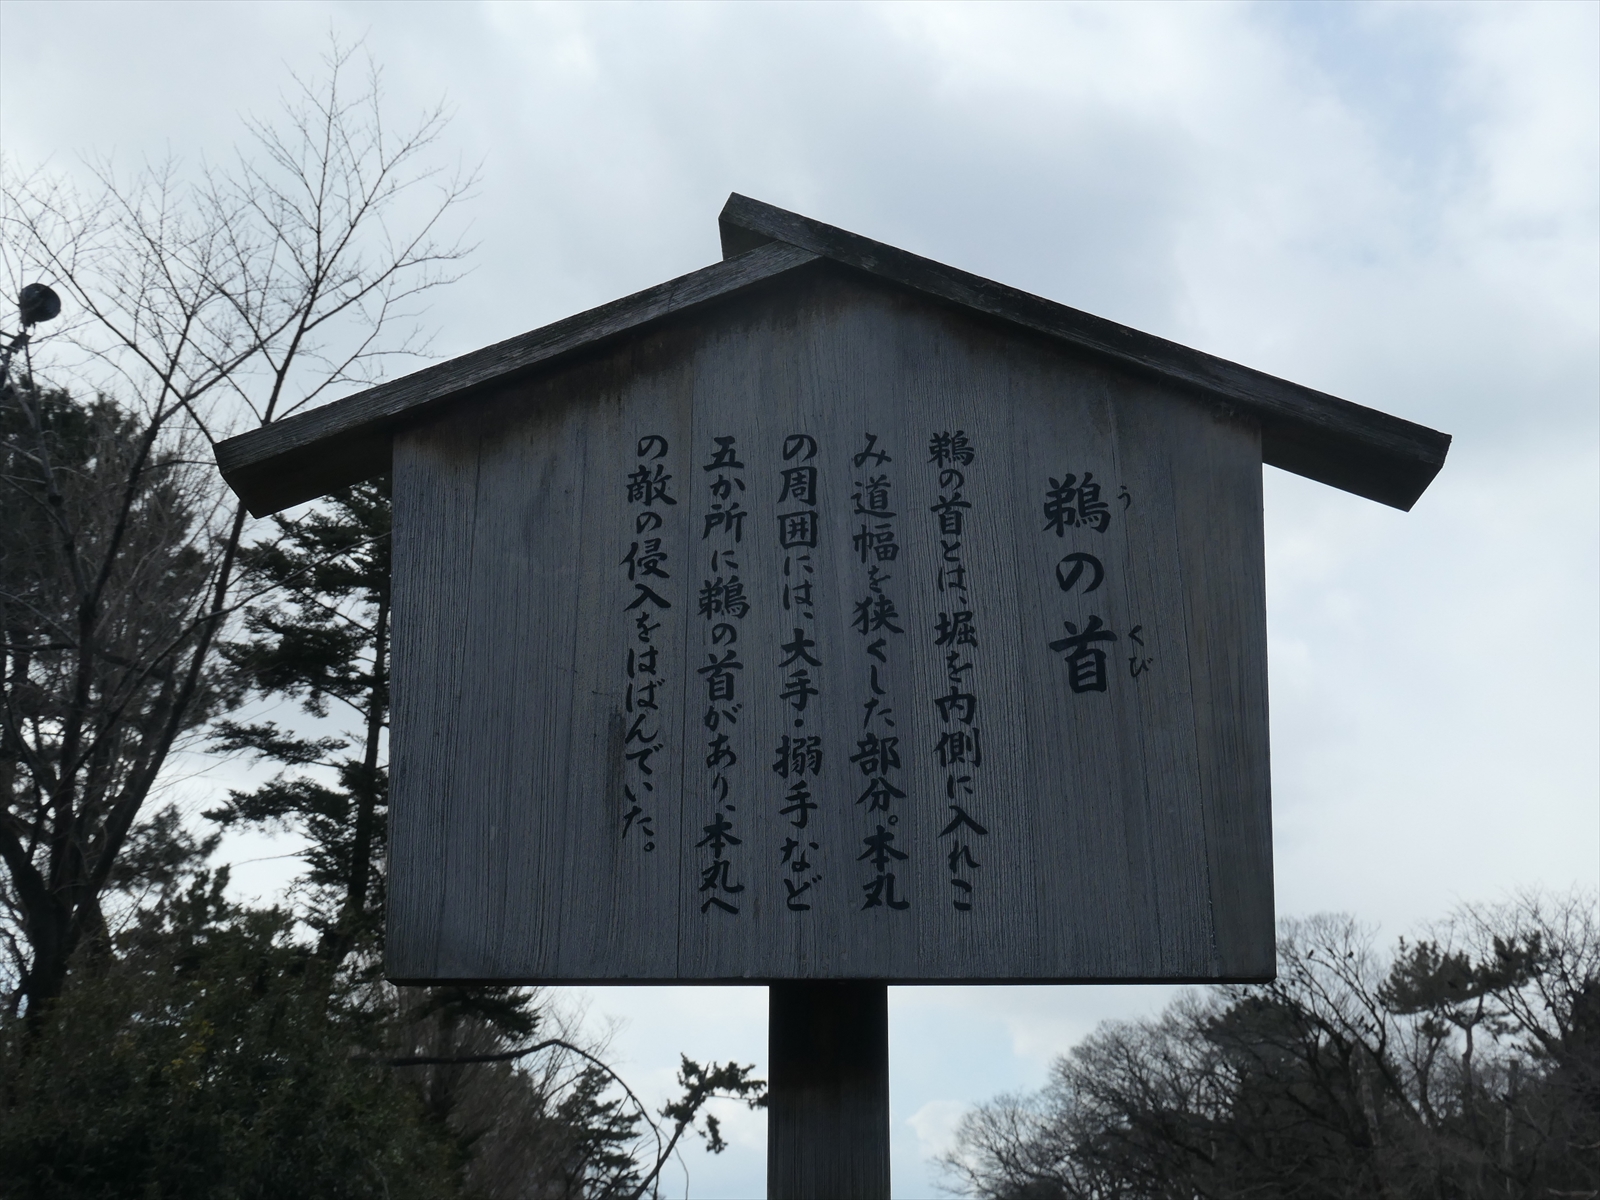 鵜の首
うくび
鵜の首とは、堀を内側に入れこ
み道幅を狭くした部分。本丸
の周囲には、大手・搦手など
五か所に鵜の首があり、本丸へ
の敵の侵入をはばんでいた。